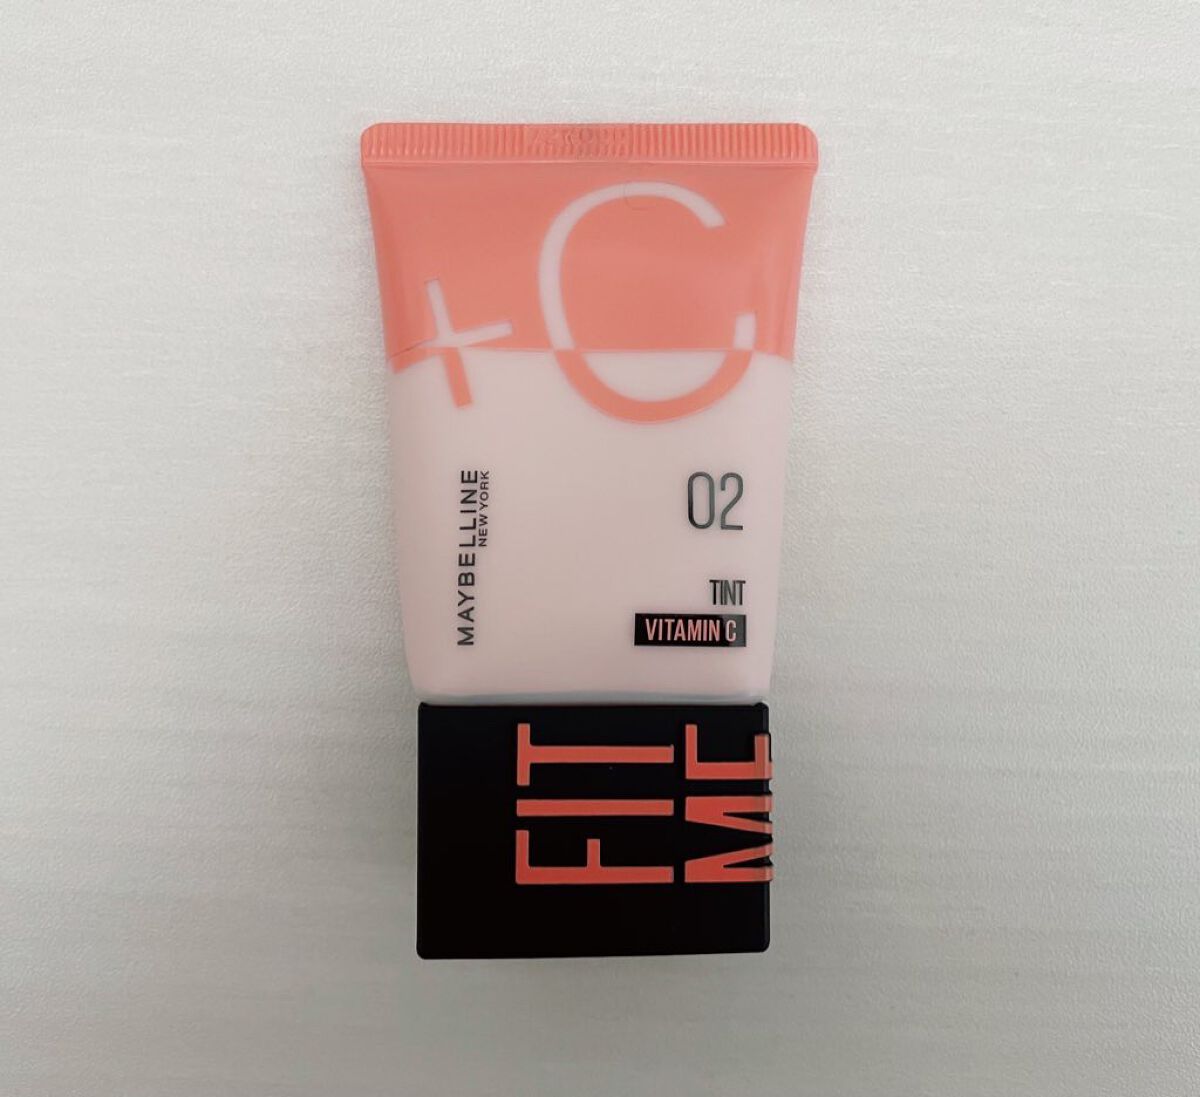 +C
MAYBELLINE
NEW YORK
02
TINT
VITAMIN C
FIT
ME